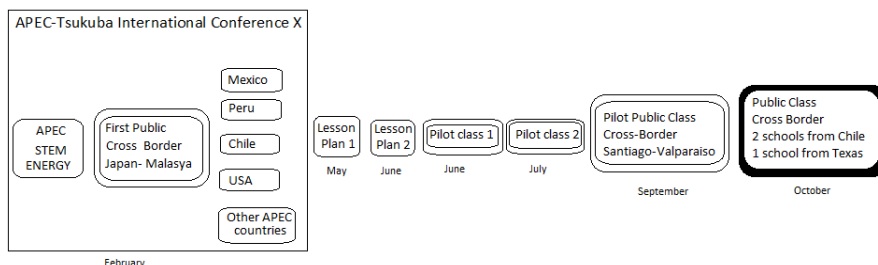 APEC-Tsukuba International Conference X
APEC
STEM
ENERGY
First Public
Cross Border
Japan- Malasya
Mexico
Peru
Chile
USA
Other APEC
countries
February
Lesson
Plan 1
May
Lesson
Plan 2
June
Pilot class 1
June
Pilot class 2
July
Pilot Public Class
Cross-Border
Santiago-Valparaiso
September
Public Class
Cross Border
2 schools from Chile
1 school from Texas
October